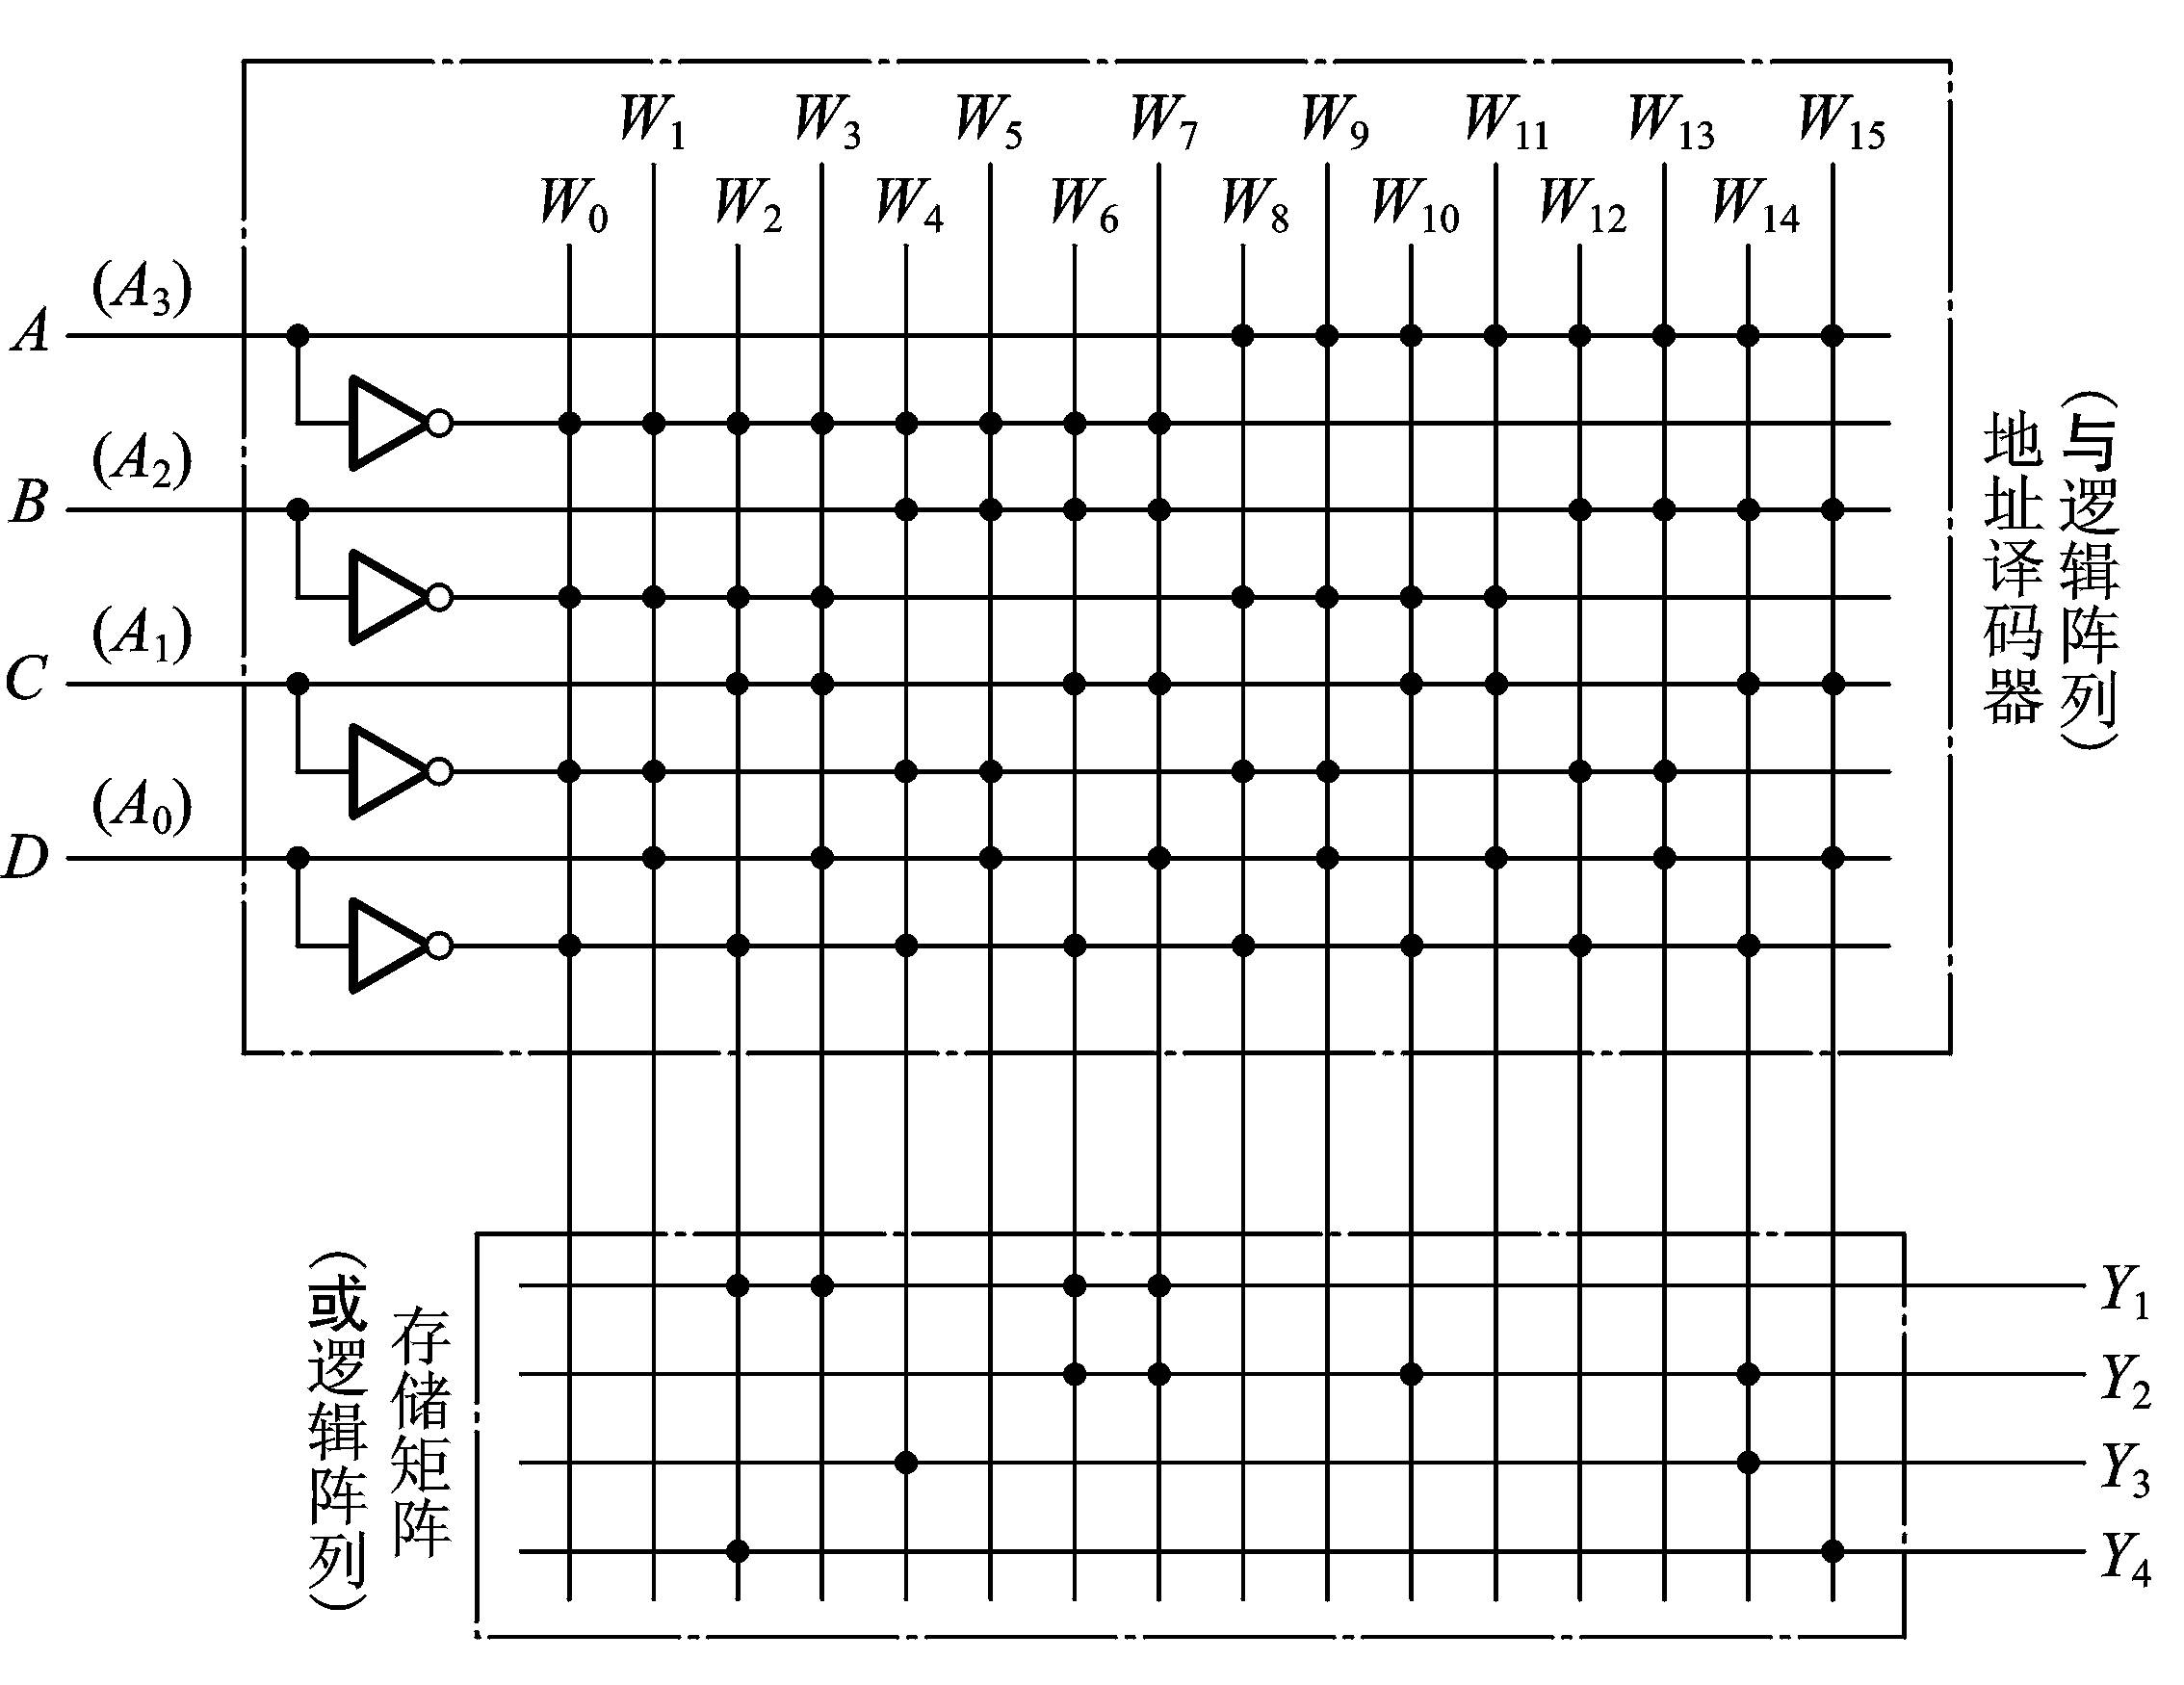 W₁ W₃ W₅ W₇ W₉ W₁₁ W₁₃ W₁₅
W₀ W₂ W₄ W₆ W₈ W₁₀ W₁₂ W₁₄
(A₃)
A
(A₂)
B
(A₁)
C
(A₀)
D
地址译码器
(与逻辑阵列)
存储矩阵
(或逻辑阵列)
Y₁
Y₂
Y₃
Y₄